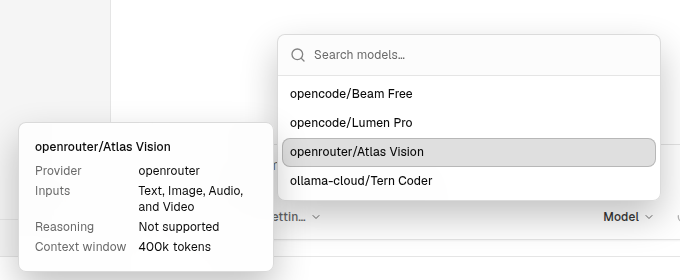 Search models...
opencode/Beam Free
opencode/Lumen Pro
openrouter/Atlas Vision
ollama-cloud/Tern Coder
openrouter/Atlas Vision
Provider openrouter
Inputs Text, Image, Audio,
and Video
Reasoning Not supported
Context window 400k tokens
Model